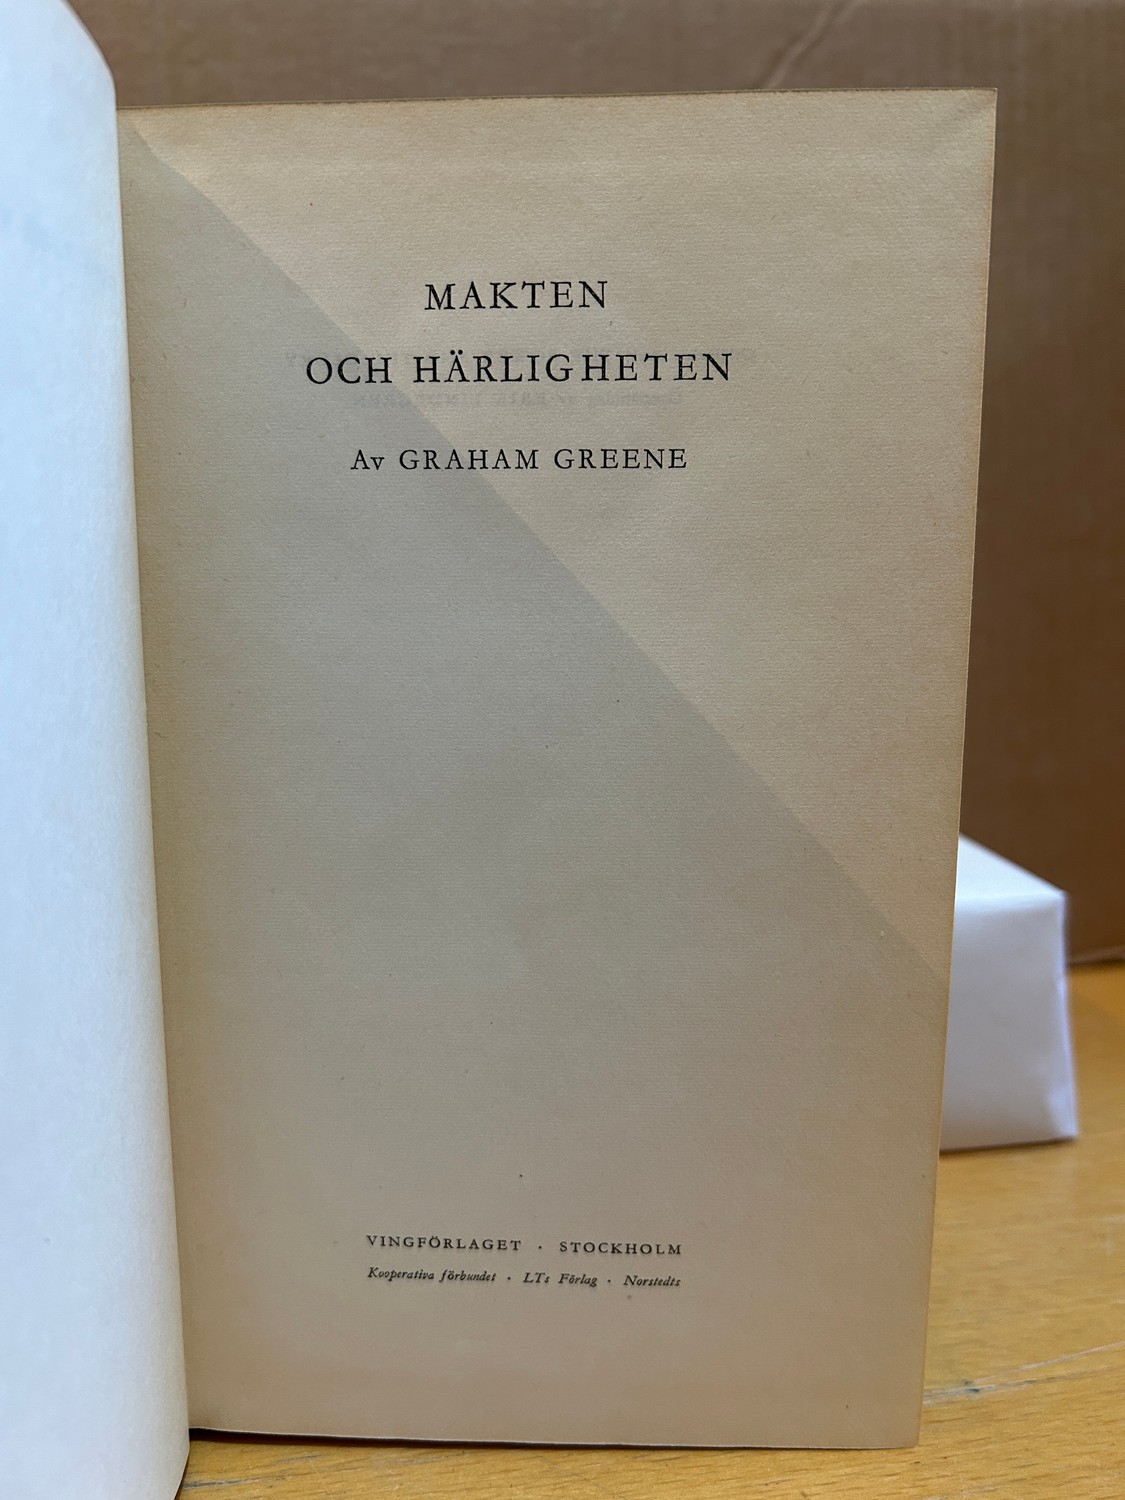 MAKTEN
OCH HÄRLIGHETEN
Av GRAHAM GREENE
VINGFÖRLAGET · STOCKHOLM
Kooperativa förbundet · LTs Förlag · Norstedts